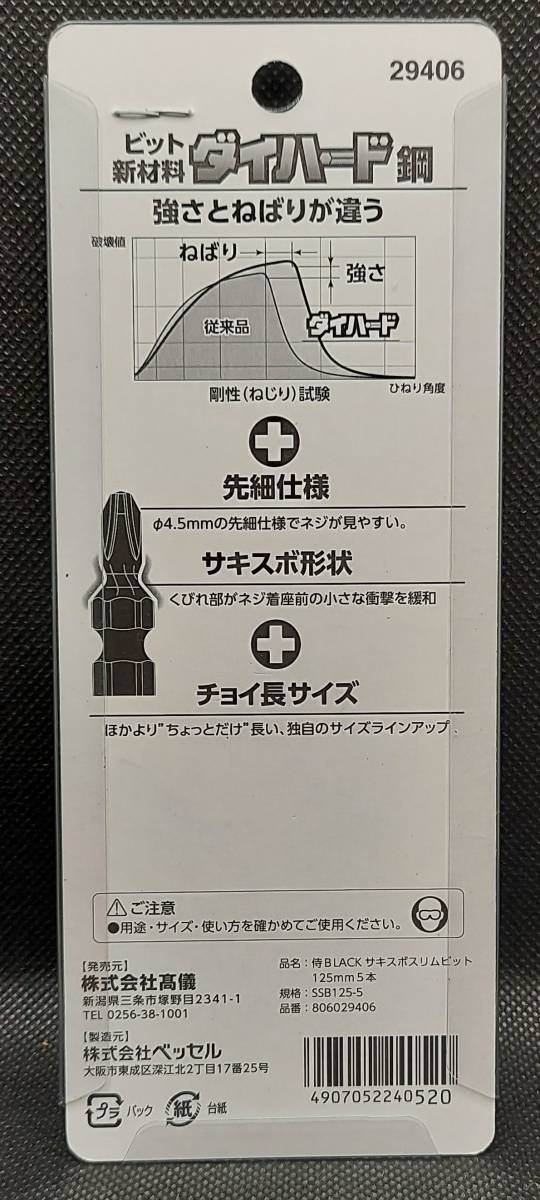 29406
ビット
新材料 ダイハード鋼
強さとねばりが違う
破壊値
ねばり
強さ
従来品
ダイハード
剛性(ねじり)試験
ひねり角度
先細仕様
φ4.5mmの先細仕様でネジが見やすい。
サキスボ形状
くびれ部がネジ着座前の小さな衝撃を緩和
チョイ長サイズ
ほかより"ちょっとだけ"長い、独自のサイズラインアップ
ご注意
●用途・サイズ・使い方を確かめてご使用ください。
【発売元】
株式会社髙儀
新潟県三条市塚野目2341-1
TEL 0256-38-1001
【製造元】
株式会社ベッセル
大阪市東成区深江北2丁目17番25号
プラ パック 紙 台紙
品名:侍BLACK サキスボスリムビット
125mm 5本
規格:SSB125-5
品番:806029406
4907052240520